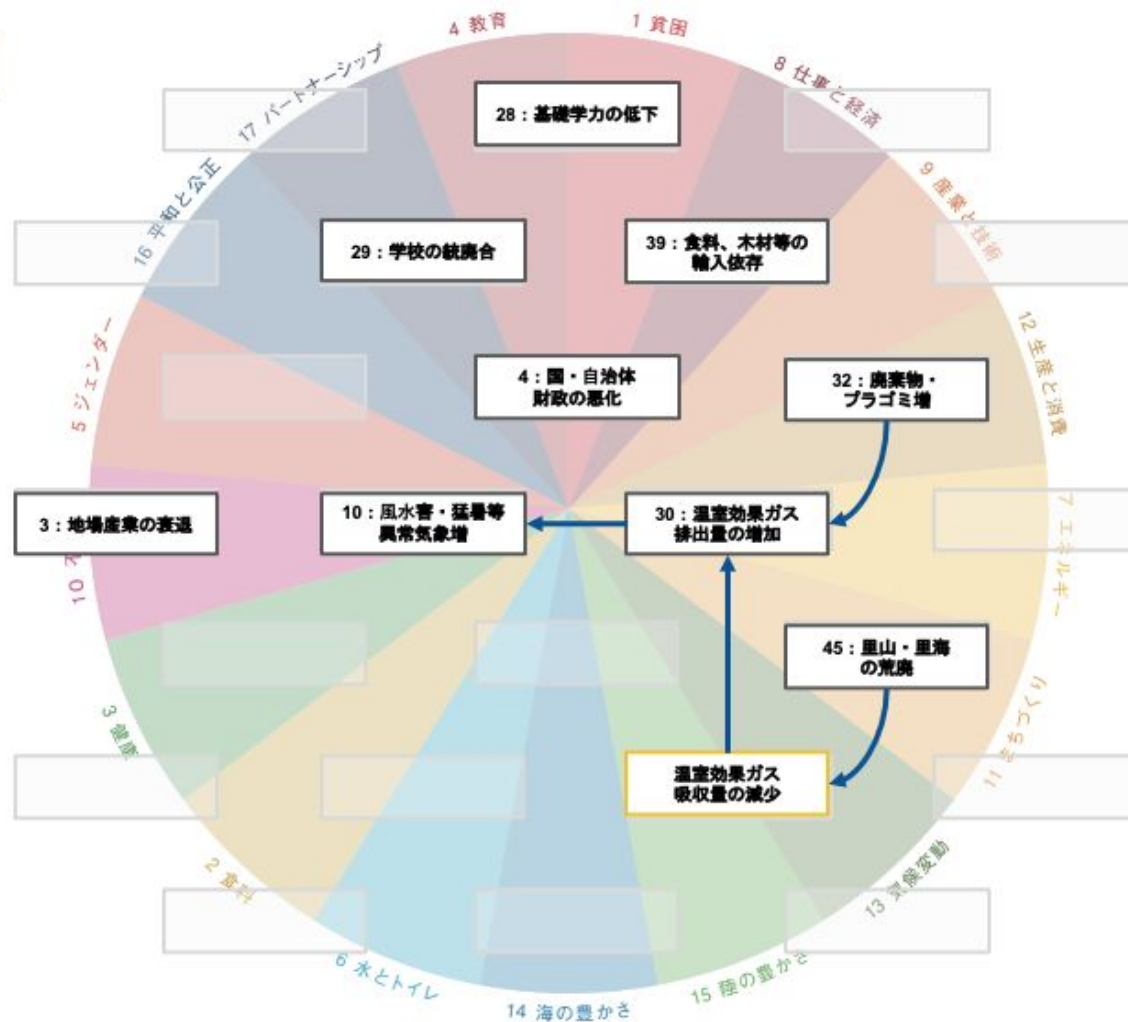 4 教育
1 貧困
17 パートナーシップ
8 仕事と経済
28：基礎学力の低下
16 平和と公正
9 産業と技術
29：学校の統廃合
39：食料、木材等の
輸入依存
5 ジェンダー
12 生産と消費
4：国・自治体
財政の悪化
32：廃棄物・
プラゴミ増
3：地場産業の衰退
10：風水害・猛暑等
異常気象増
30：温室効果ガス
排出量の増加
7 エネルギー
10
45：里山・里海
の荒廃
3 健康
11 まちづくり
温室効果ガス
吸収量の減少
2 食料
13 気候変動
6 水とトイレ
15 陸の豊かさ
14 海の豊かさ